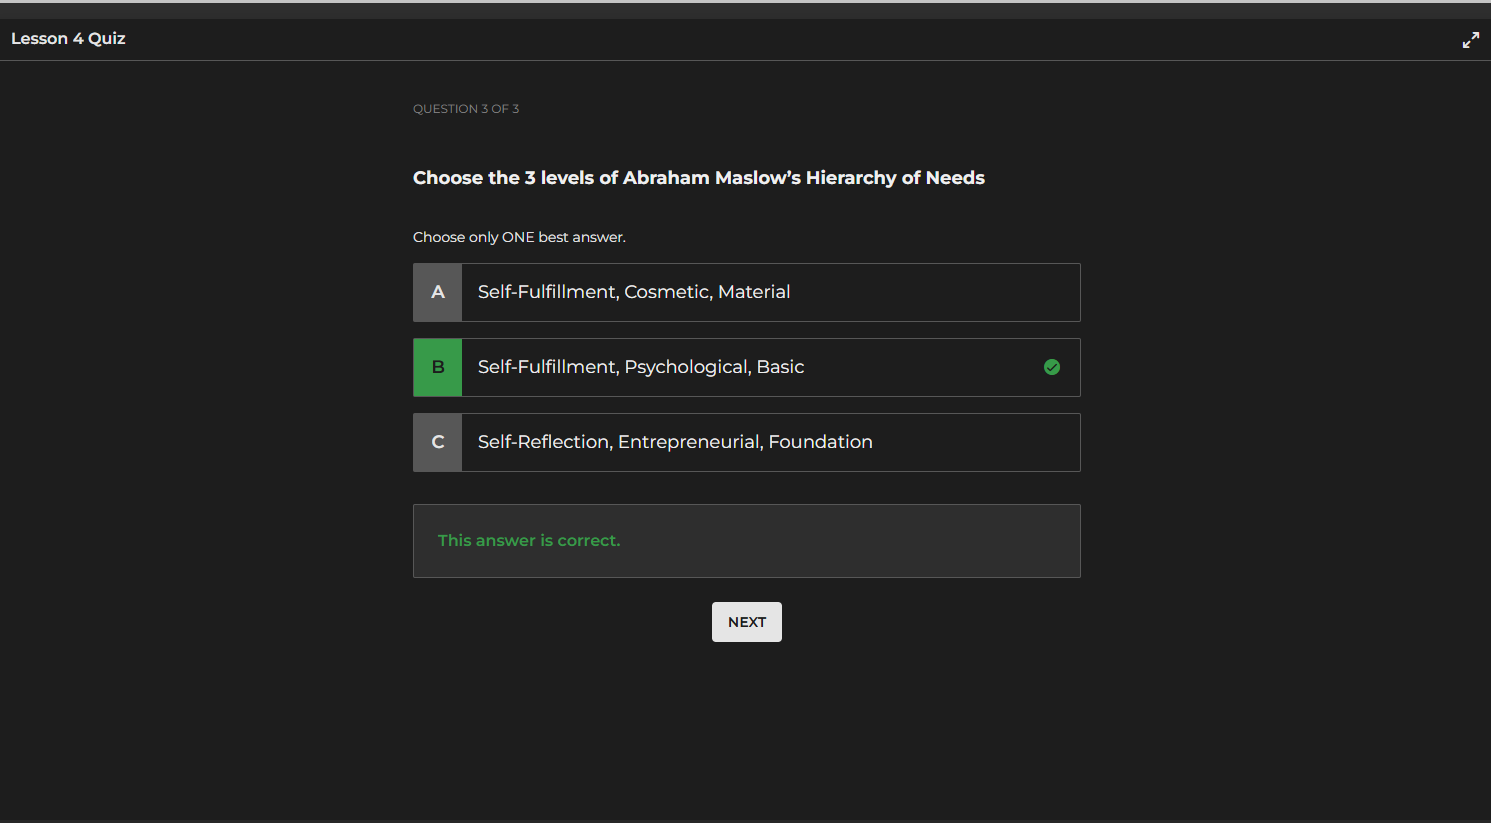 Lesson 4 Quiz
QUESTION 3 OF 3
Choose the 3 levels of Abraham Maslow’s Hierarchy of Needs
Choose only ONE best answer.
A Self-Fulfillment, Cosmetic, Material
B Self-Fulfillment, Psychological, Basic
C Self-Reflection, Entrepreneurial, Foundation
This answer is correct.
NEXT